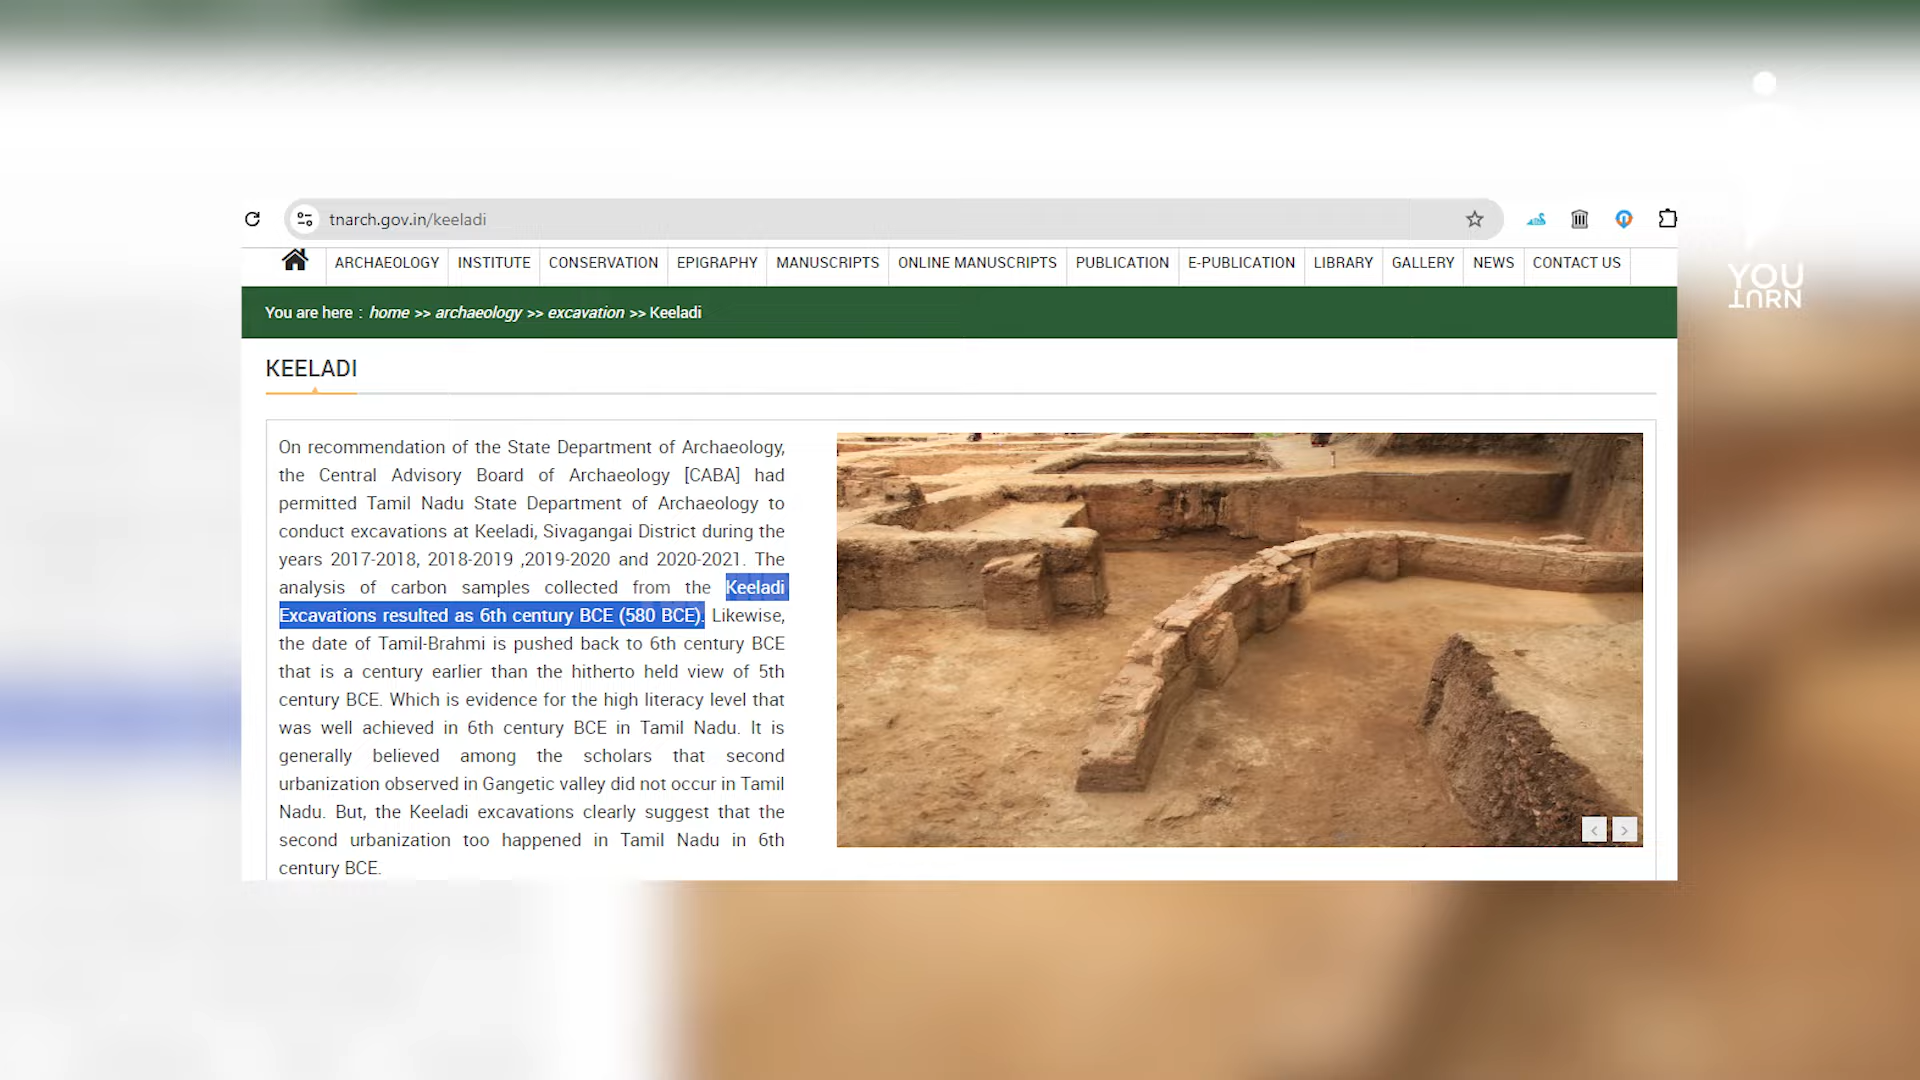 tnarch.gov.in/keeladi
ARCHAEOLOGY INSTITUTE CONSERVATION EPIGRAPHY MANUSCRIPTS ONLINE MANUSCRIPTS PUBLICATION E-PUBLICATION LIBRARY GALLERY NEWS CONTACT US
You are here : home >> archaeology >> excavation >> Keeladi
KEELADI
On recommendation of the State Department of Archaeology,
the Central Advisory Board of Archaeology [CABA] had
permitted Tamil Nadu State Department of Archaeology to
conduct excavations at Keeladi, Sivagangai District during the
years 2017-2018, 2018-2019 ,2019-2020 and 2020-2021. The
analysis of carbon samples collected from the Keeladi
Excavations resulted as 6th century BCE (580 BCE). Likewise,
the date of Tamil-Brahmi is pushed back to 6th century BCE
that is a century earlier than the hitherto held view of 5th
century BCE. Which is evidence for the high literacy level that
was well achieved in 6th century BCE in Tamil Nadu. It is
generally believed among the scholars that second
urbanization observed in Gangetic valley did not occur in Tamil
Nadu. But, the Keeladi excavations clearly suggest that the
second urbanization too happened in Tamil Nadu in 6th
century BCE.
YOU
TURN